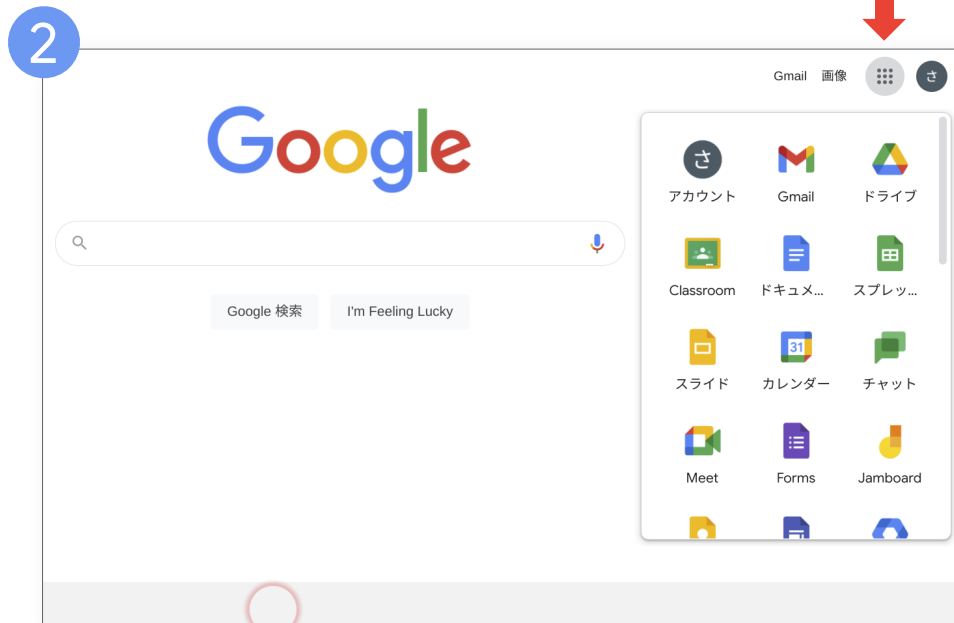 2
Gmail 画像 さ
Google
さ
アカウント Gmail ドライブ
Classroom ドキュメ... スプレッ...
31
スライド カレンダー チャット
Meet Forms Jamboard
Google 検索 I'm Feeling Lucky